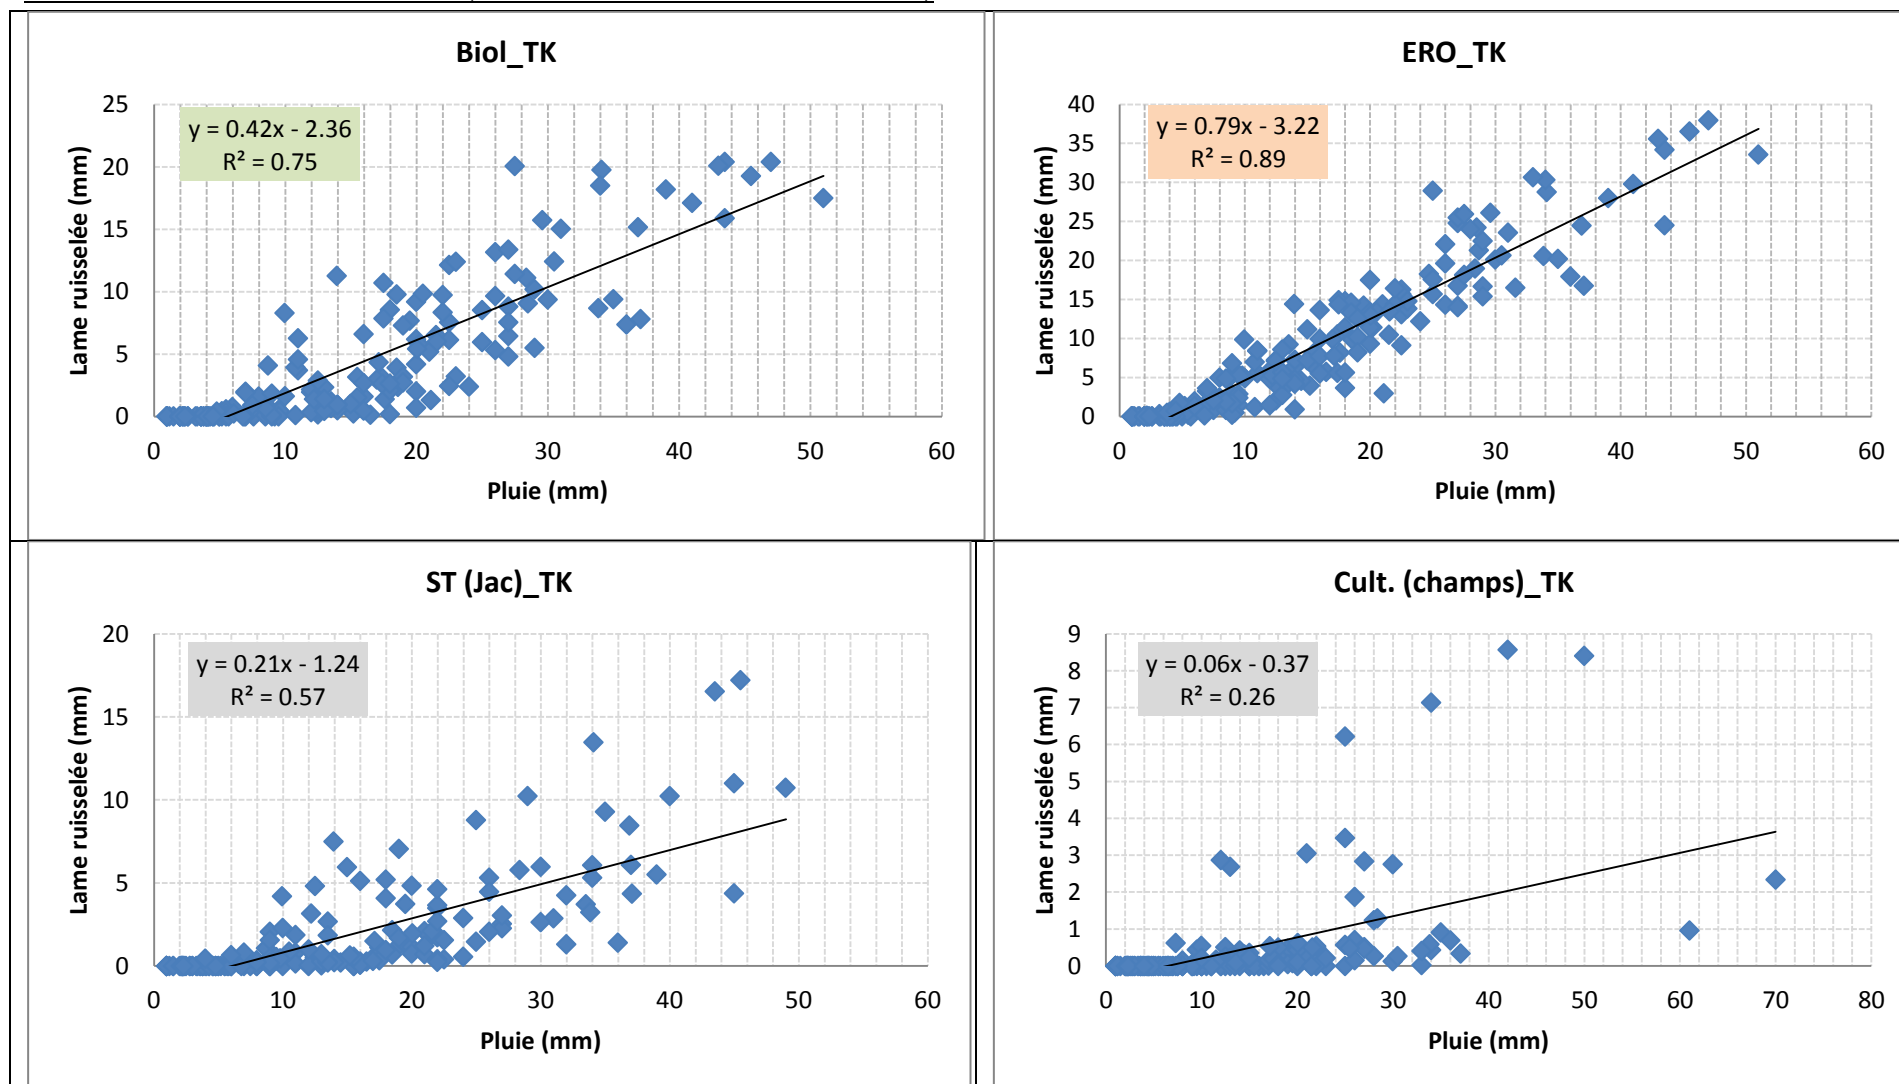 Biol_TK
y = 0.42x - 2.36
R² = 0.75
Lame ruisselée (mm)
25
20
15
10
5
0
0 10 20 30 40 50 60
Pluie (mm)
ERO_TK
y = 0.79x - 3.22
R² = 0.89
Lame ruisselée (mm)
40
35
30
25
20
15
10
5
0
0 10 20 30 40 50 60
Pluie (mm)
ST (Jac)_TK
y = 0.21x - 1.24
R² = 0.57
Lame ruisselée (mm)
20
15
10
5
0
0 10 20 30 40 50 60
Pluie (mm)
Cult. (champs)_TK
y = 0.06x - 0.37
R² = 0.26
Lame ruisselée (mm)
9
8
7
6
5
4
3
2
1
0
0 10 20 30 40 50 60 70 80
Pluie (mm)